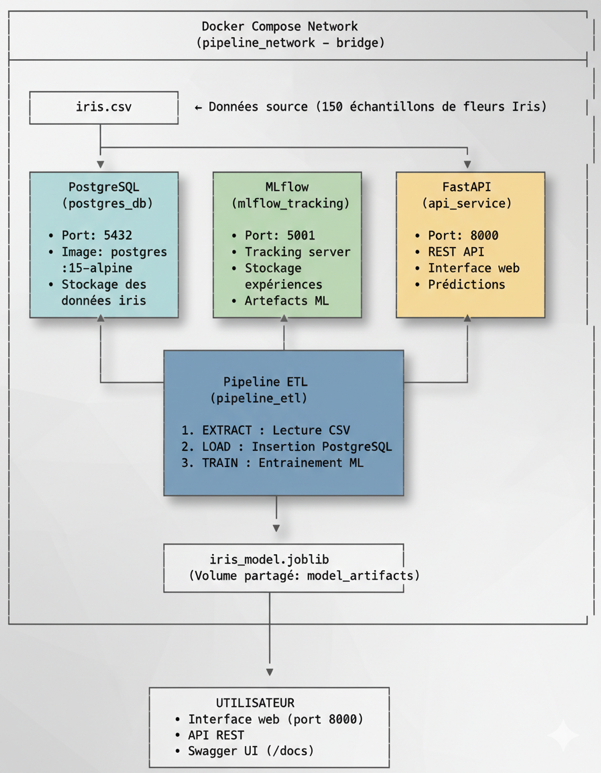 Docker Compose Network
(pipeline_network – bridge)
iris.csv
← Données source (150 échantillons de fleurs Iris)
PostgreSQL
(postgres_db)
• Port: 5432
• Image: postgres
:15-alpine
• Stockage des
données iris
MLflow
(mlflow_tracking)
• Port: 5001
• Tracking server
• Stockage
expériences
• Artefacts ML
FastAPI
(api_service)
• Port: 8000
• REST API
• Interface web
• Prédictions
Pipeline ETL
(pipeline_etl)
1. EXTRACT : Lecture CSV
2. LOAD : Insertion PostgreSQL
3. TRAIN : Entrainement ML
iris_model.joblib
(Volume partagé: model_artifacts)
UTILISATEUR
• Interface web (port 8000)
• API REST
• Swagger UI (/docs)